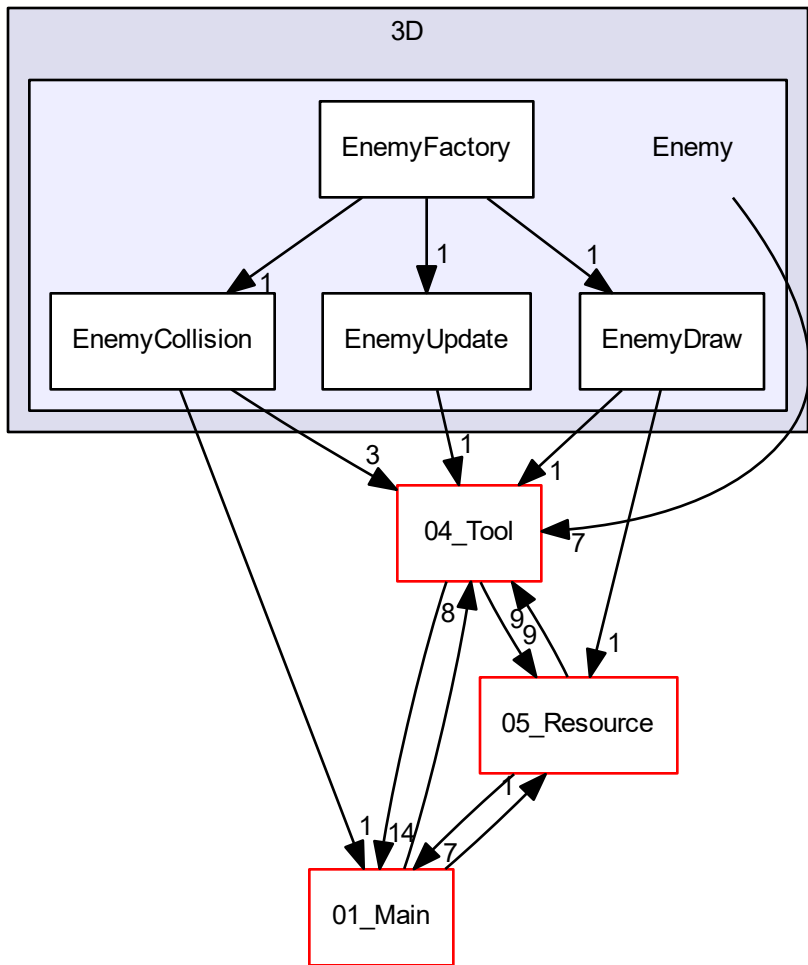 3D
EnemyFactory
Enemy
1
1
1
EnemyCollision
EnemyUpdate
EnemyDraw
3
1
1
04_Tool
7
8
9
9
1
05_Resource
1
1
14
7
01_Main